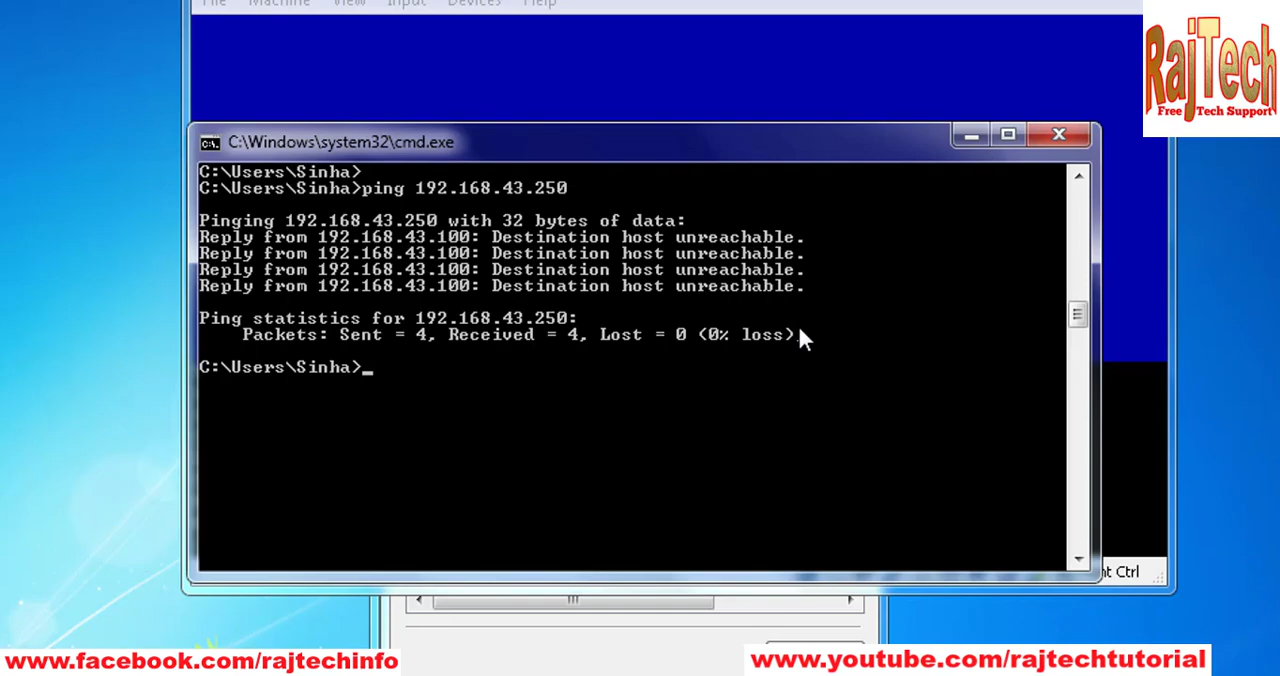 File Machine View Input Devices Help
RajTech
Free Tech Support
C:\Windows\system32\cmd.exe
C:\Users\Sinha>
C:\Users\Sinha>ping 192.168.43.250
Pinging 192.168.43.250 with 32 bytes of data:
Reply from 192.168.43.100: Destination host unreachable.
Reply from 192.168.43.100: Destination host unreachable.
Reply from 192.168.43.100: Destination host unreachable.
Reply from 192.168.43.100: Destination host unreachable.
Ping statistics for 192.168.43.250:
Packets: Sent = 4, Received = 4, Lost = 0 (0% loss),
C:\Users\Sinha>_
Ctrl
www.facebook.com/rajtechinfo
www.youtube.com/rajtechtutorial